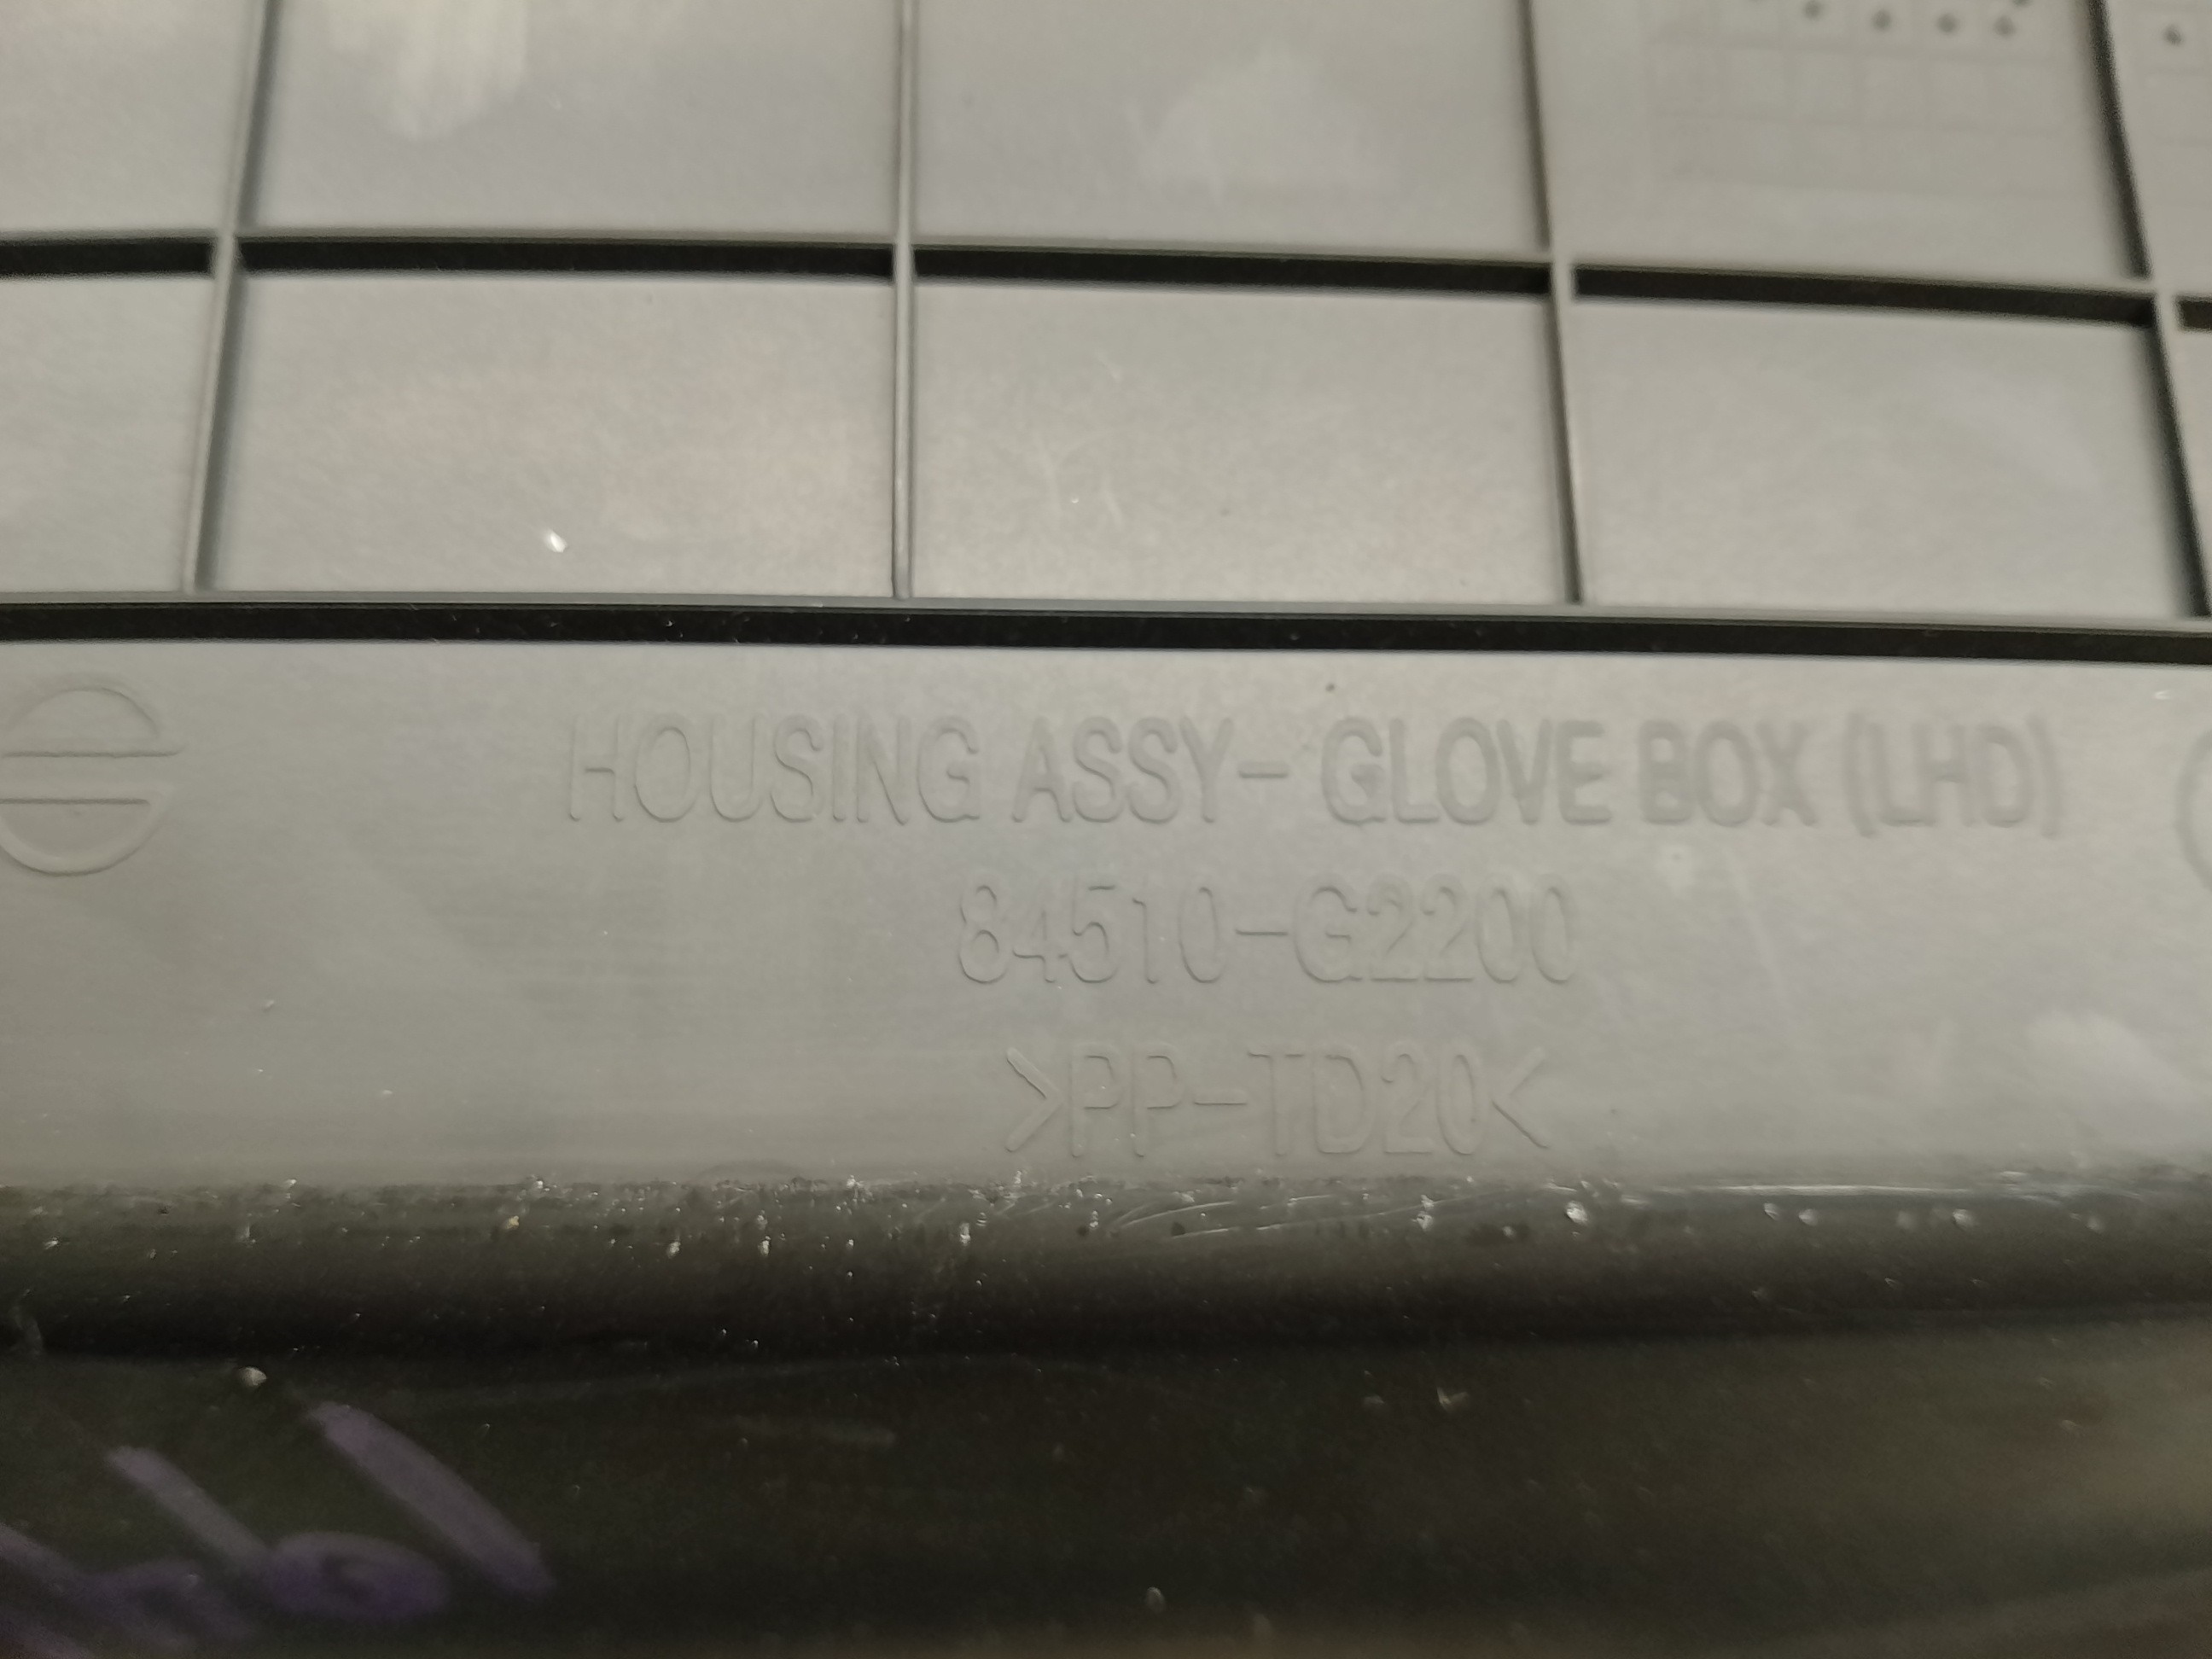 HOUSING ASSY-GLOVE BOX (LHD)
84510-G2200
>PP-TD20<